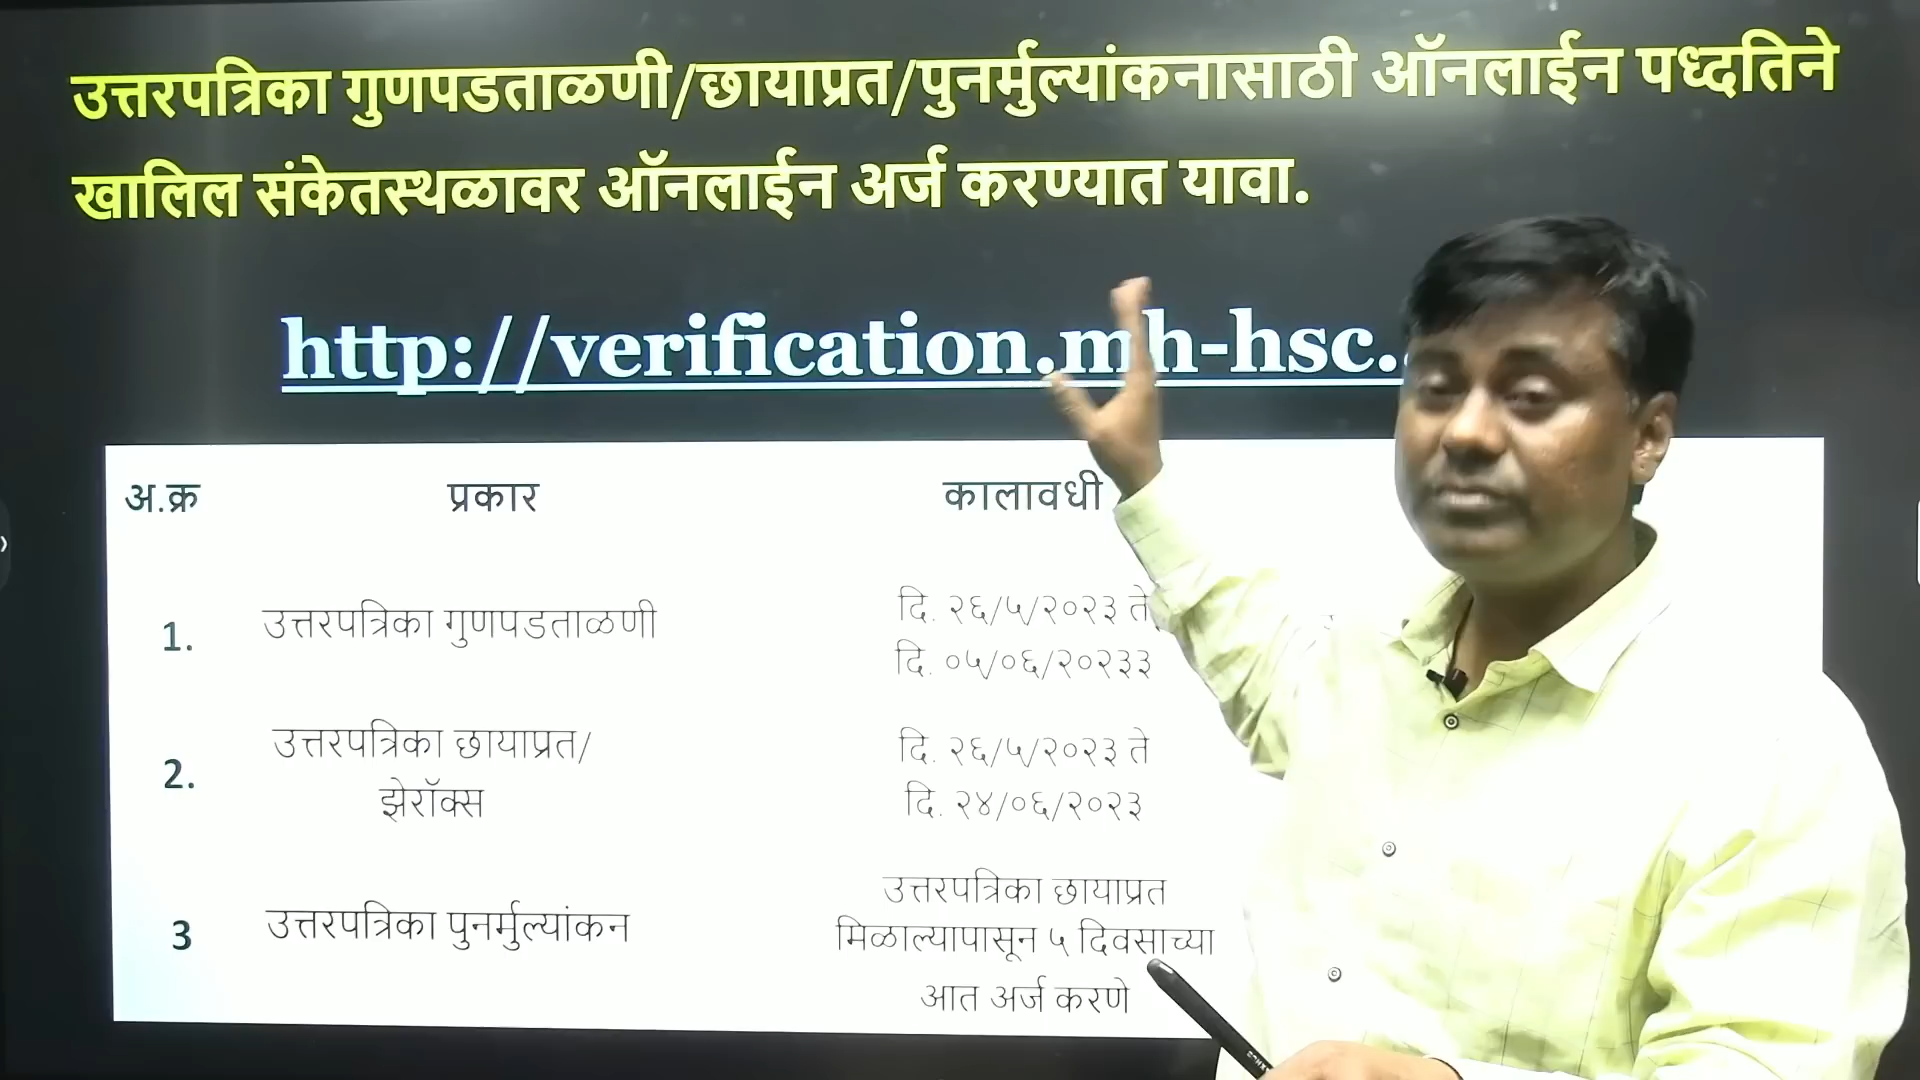 उत्तरपत्रिका गुणपडताळणी/छायाप्रत/पुनर्मुल्यांकनासाठी ऑनलाईन पध्दतिने
खालिल संकेतस्थळावर ऑनलाईन अर्ज करण्यात यावा.
http://verification.mh-hsc.
अ.क्र प्रकार कालावधी
1. उत्तरपत्रिका गुणपडताळणी
दि. २६/५/२०२३ ते
दि. ०५/०६/२०२३३
2. उत्तरपत्रिका छायाप्रत/
झेरॉक्स
दि. २६/५/२०२३ ते
दि. २४/०६/२०२३
3 उत्तरपत्रिका पुनर्मुल्यांकन
उत्तरपत्रिका छायाप्रत
मिळाल्यापासून ५ दिवसाच्या
आत अर्ज करणे